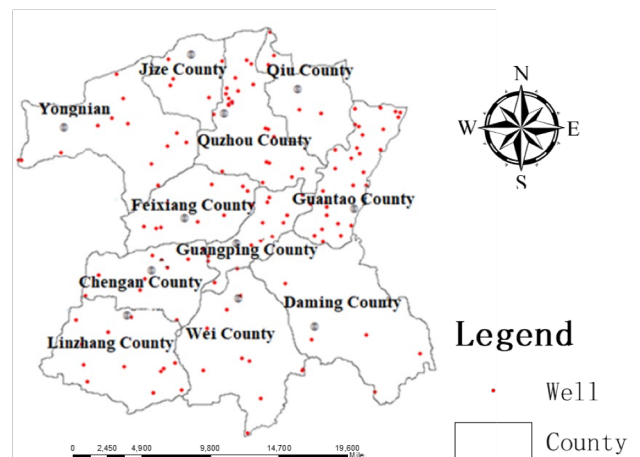 Jize County
Qiu County
N
Yongnian
W
E
Quzhou County
S
Feixiang County
Guantao County
Guangping County
Chengan County
Daming County
Linzhang County
Wei County
Legend
Well
County
0 2,450 4,900 9,800 14,700 19,600
Mile